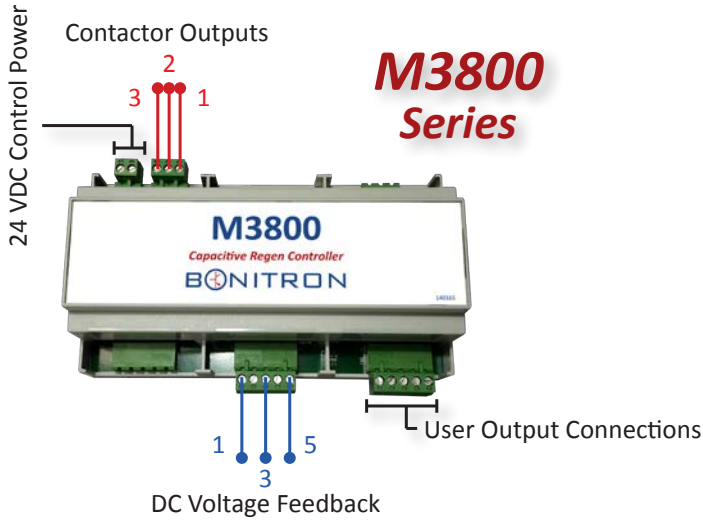 24 VDC Control Power
Contactor Outputs
2
3
1
M3800
Series
M3800
Capacitive Regen Controller
BONITRON
1
5
3
User Output Connections
DC Voltage Feedback